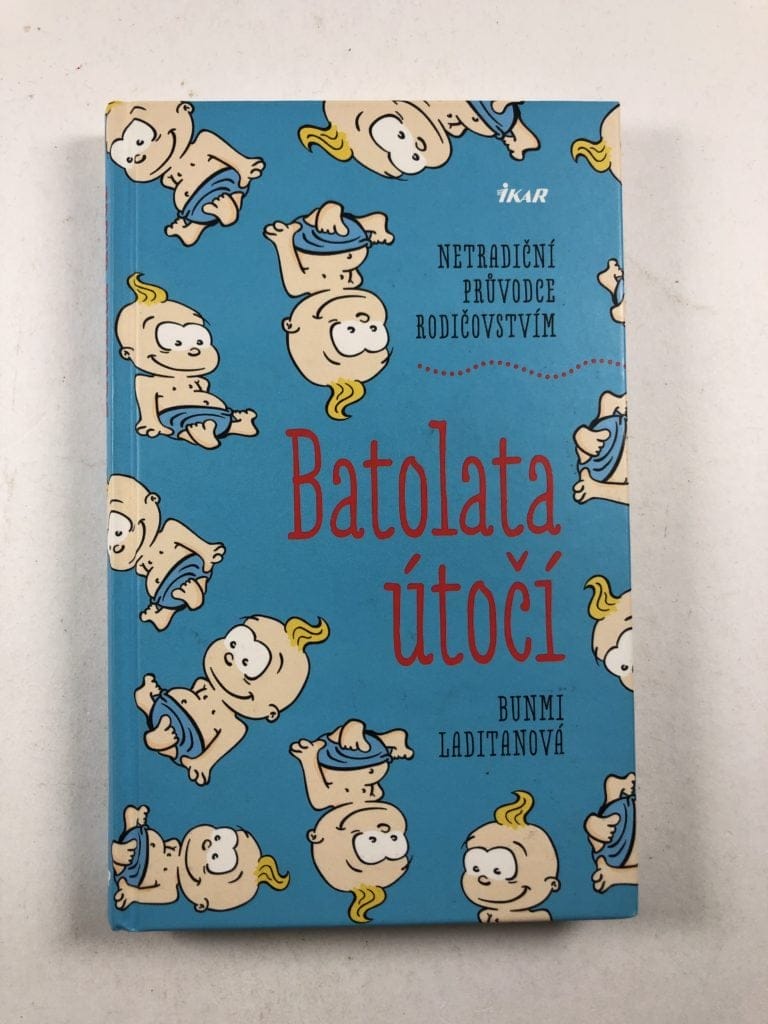 IKAR
NETRADIČNÍ
PRŮVODCE
RODIČOVSTVÍM
Batolata
útočí
BUNMI
LADITANOVÁ